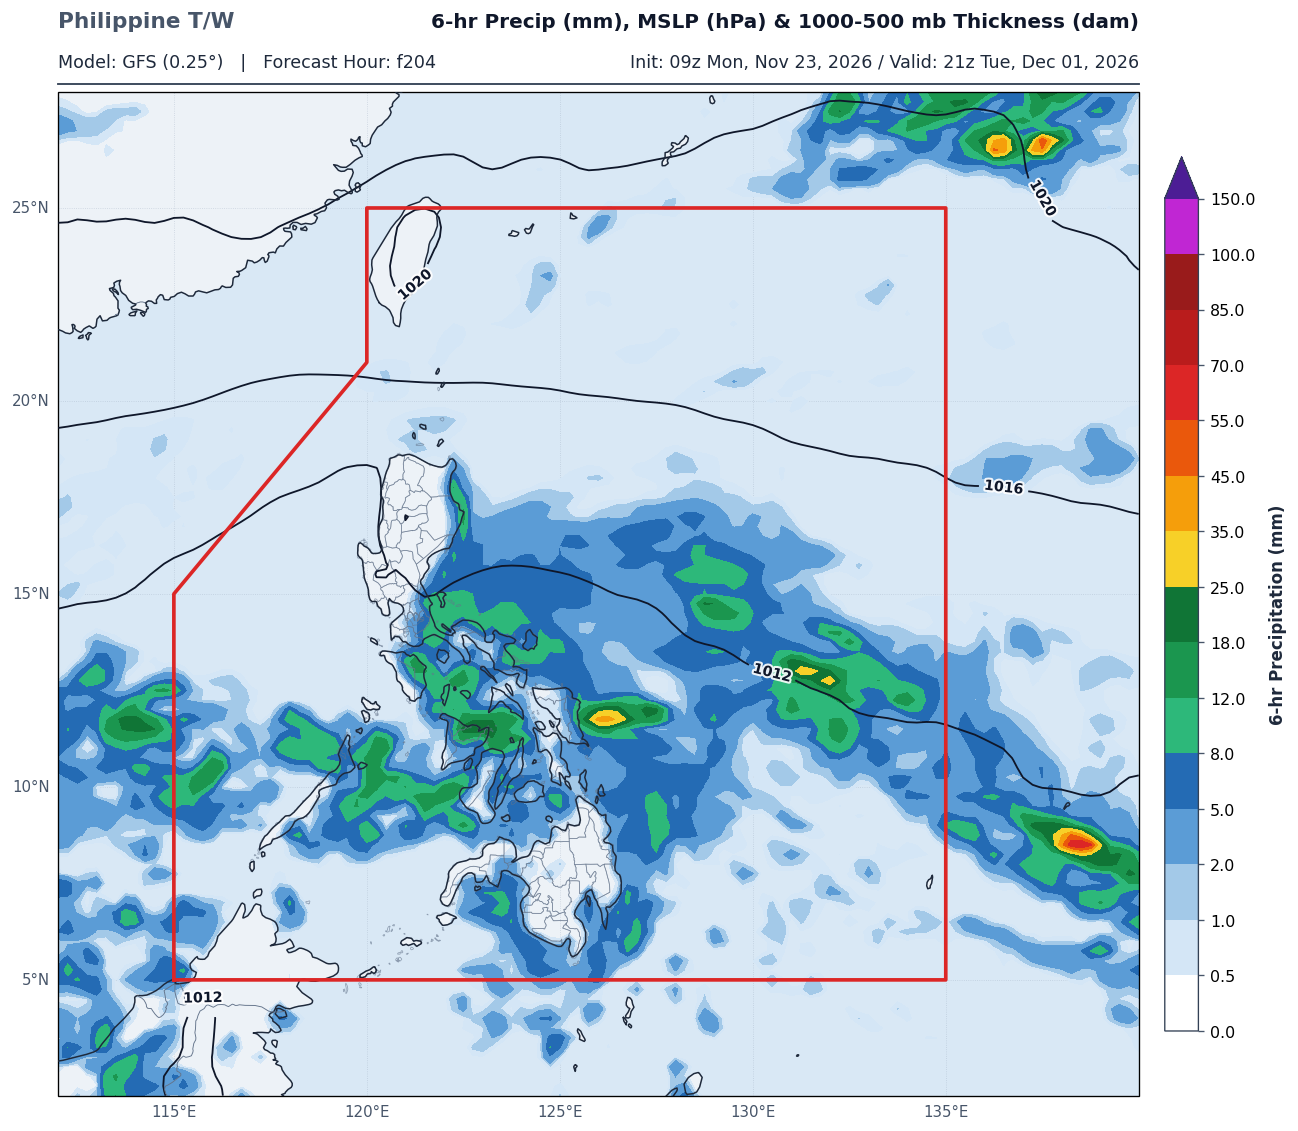 Philippine T/W
6-hr Precip (mm), MSLP (hPa) & 1000-500 mb Thickness (dam)
Model: GFS (0.25°) | Forecast Hour: f204
Init: 09z Mon, Nov 23, 2026 / Valid: 21z Tue, Dec 01, 2026
25°N
20°N
15°N
10°N
5°N
115°E
120°E
125°E
130°E
135°E
1020
1020
1016
1012
1012
150.0
100.0
85.0
70.0
55.0
45.0
35.0
25.0
18.0
12.0
8.0
5.0
2.0
1.0
0.5
0.0
6-hr Precipitation (mm)